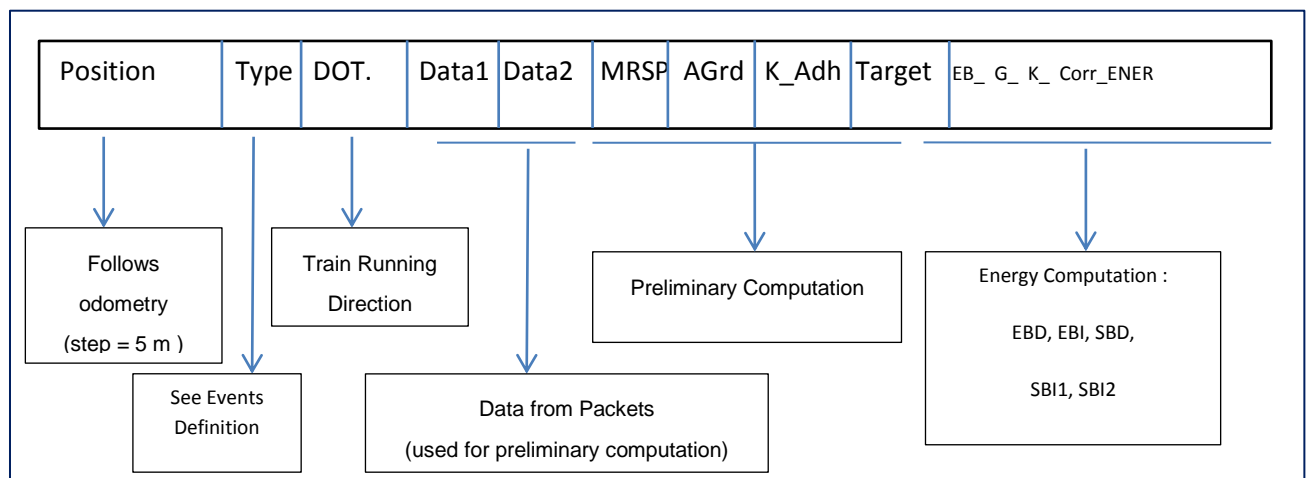 Position Type DOT. Data1 Data2 MRSP AGrd K_Adh Target EB_ G_ K_ Corr_ENER
Follows
odometry
(step = 5 m )
See Events
Definition
Train Running
Direction
Data from Packets
(used for preliminary computation)
Preliminary Computation
Energy Computation :
EBD, EBI, SBD,
SBI1, SBI2